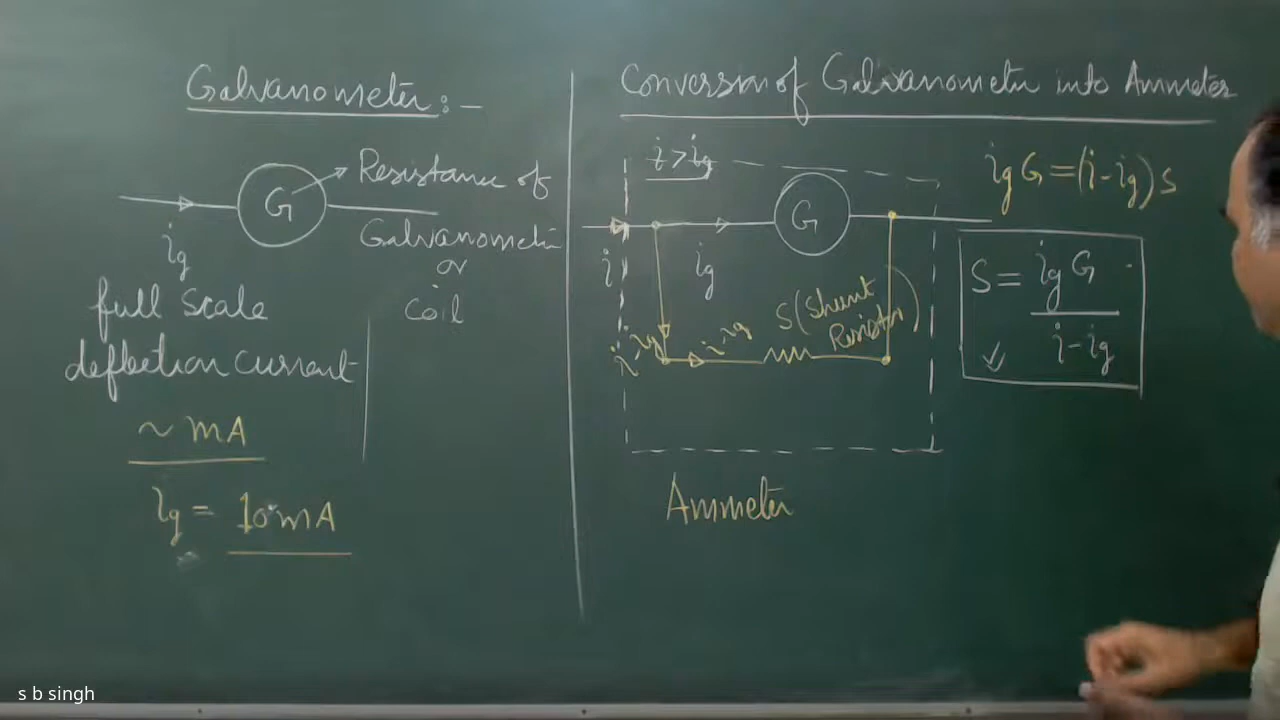 Galvanometer :-
G
Resistance of
Galvanometer
or
coil
ig
full scale
deflection current
~ mA
ig = 10 mA
Conversion of Galvanometer into Ammeter
i > ig
G
i
ig
i-ig
i-ig
S (Shunt
Resistor)
Ammeter
ig G = (i - ig) S
S = ig G / i - ig
s b singh